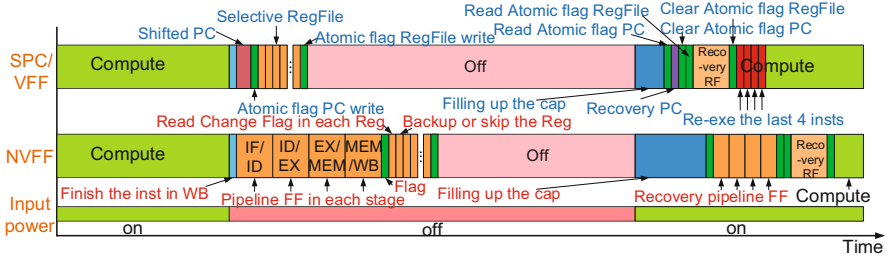 Selective RegFile
Read Atomic flag RegFile
Clear Atomic flag RegFile
Shifted PC
Atomic flag RegFile write
Read Atomic flag PC
Clear Atomic flag PC
SPC/
VFF
Compute
...
Off
Reco
-very
RF
Compute
Atomic flag PC write
Filling up the cap
Recovery PC
Re-exe the last 4 insts
Read Change Flag in each Reg
Backup or skip the Reg
NVFF
Compute
IF/
ID
ID/
EX
EX/
MEM
MEM
/WB
...
Off
Reco
-very
RF
Finish the inst in WB
Pipeline FF in each stage
Flag
Filling up the cap
Recovery pipeline FF
Compute
Input
power
on
off
on
Time